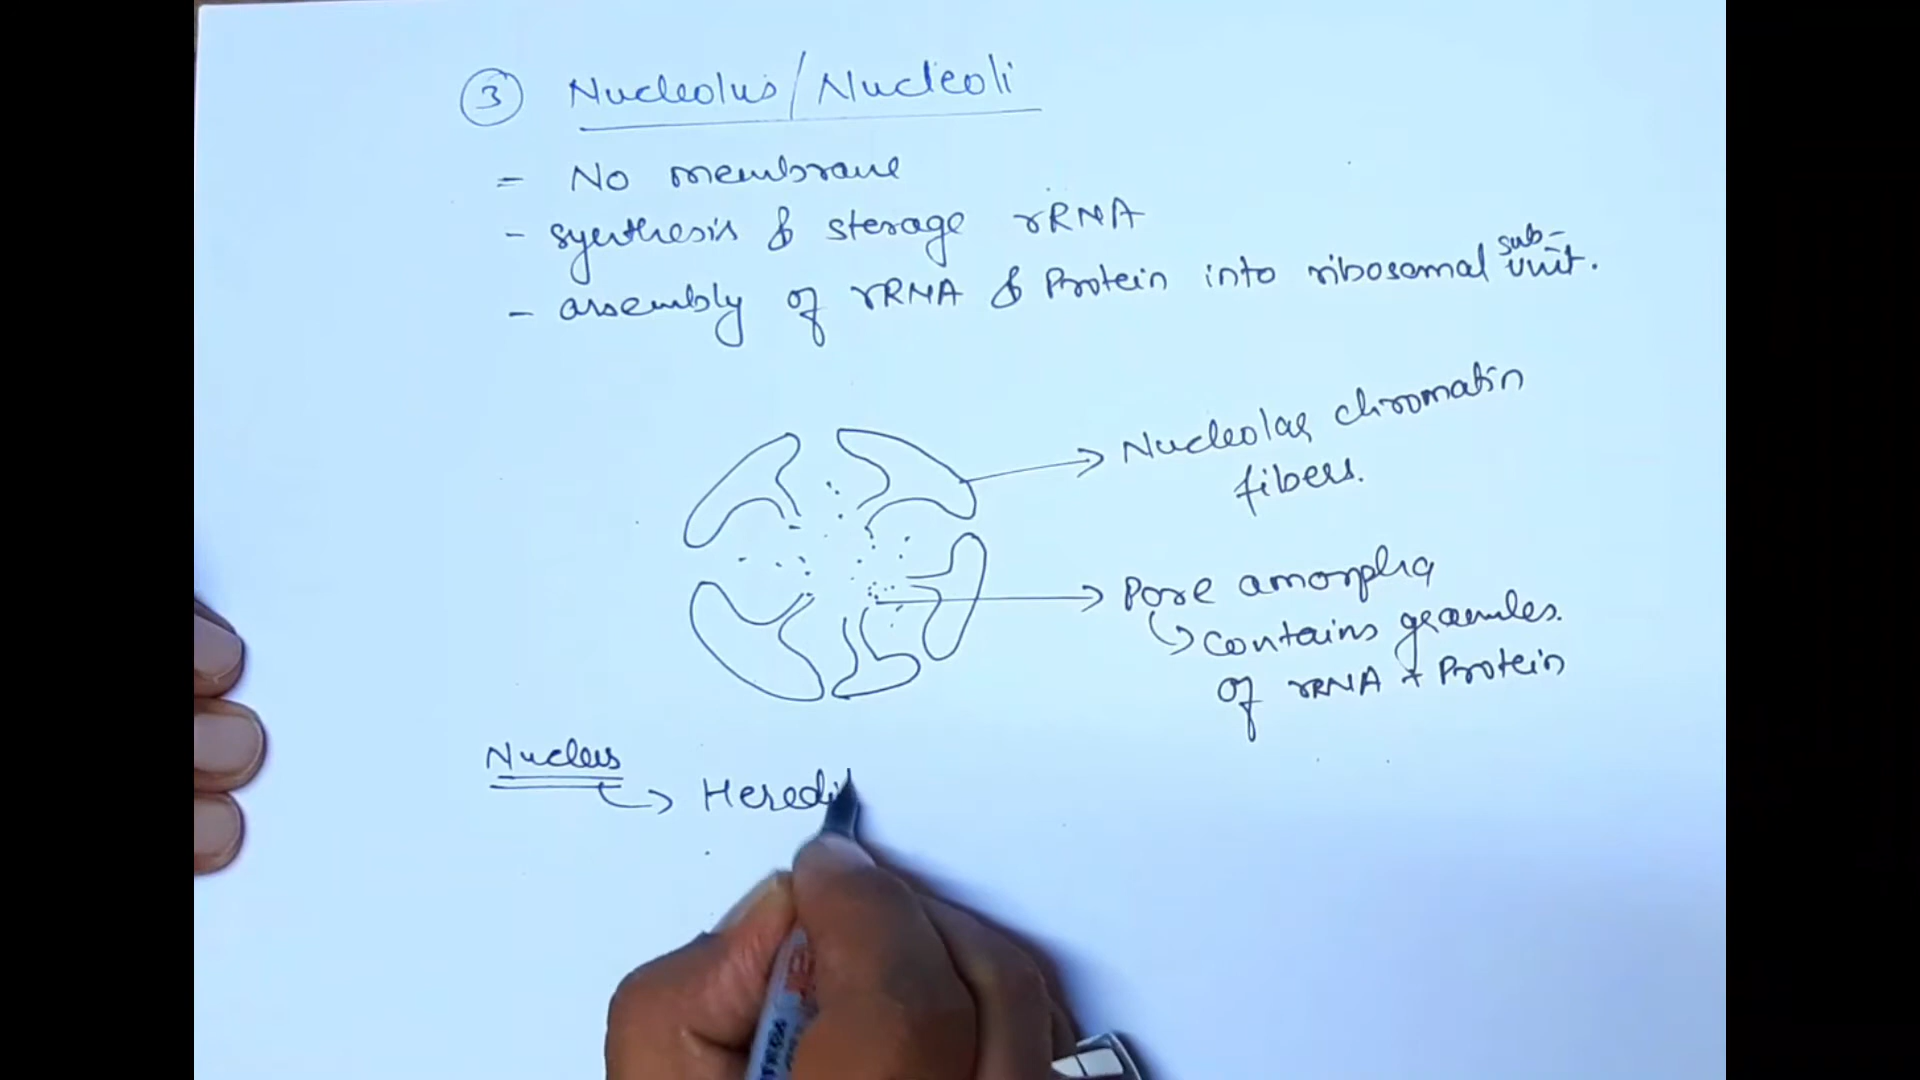 3 Nucleolus/Nucleoli
= No membrane
- synthesis & storage rRNA
- assembly of rRNA & Protein into ribosomal sub-unit.
Nucleolar chromatin
fibers.
Pore amorpha
contains granules.
of rRNA + Protein
Nucleus
Heredi